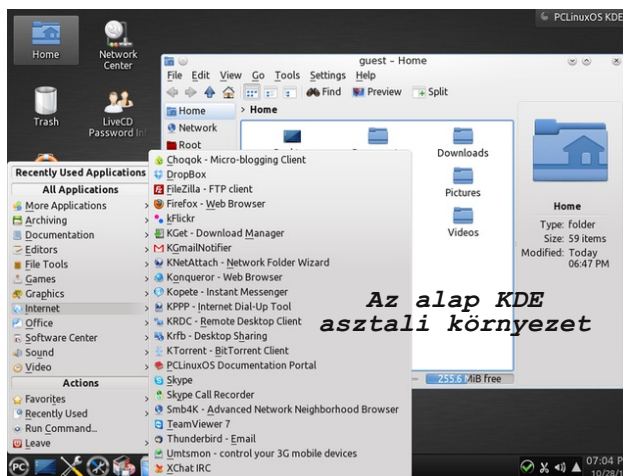 PCLinuxOS KDE
Home
Network
Center
Trash
LiveCD
Password In
guest – Home
File Edit View Go Tools Settings Help
Find Preview Split
Home
Network
Root
> Home
Downloads
Pictures
Videos
Home
Type: folder
Size: 59 items
Modified: Today
06:47 PM
255.6 MiB free
Recently Used Applications
All Applications
More Applications
Archiving
Documentation
Editors
File Tools
Games
Graphics
Internet
Office
Software Center
Sound
Video
Actions
Favorites
Recently Used
Run Command...
Leave
Choqok - Micro-blogging Client
DropBox
FileZilla - FTP client
Firefox - Web Browser
kFlickr
KGet - Download Manager
KGmailNotifier
KNetAttach - Network Folder Wizard
Konqueror - Web Browser
Kopete - Instant Messenger
KPPP - Internet Dial-Up Tool
KRDC - Remote Desktop Client
Krfb - Desktop Sharing
KTorrent - BitTorrent Client
PCLinuxOS Documentation Portal
Skype
Skype Call Recorder
Smb4K - Advanced Network Neighborhood Browser
TeamViewer 7
Thunderbird - Email
Umtsmon - control your 3G mobile devices
XChat IRC
Az alap KDE
asztali környezet
PC
07:04 P
10/28/1